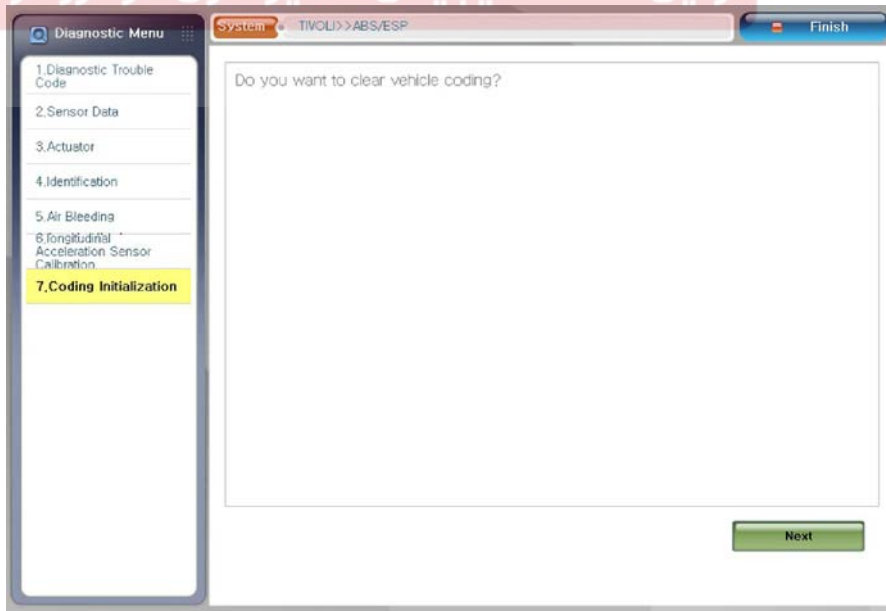 Diagnostic Menu
System
TIVOLI>>ABS/ESP
Finish
1.Diagnostic Trouble
Code
2.Sensor Data
3.Actuator
4.Identification
5.Air Bleeding
6.longitudinal
Acceleration Sensor
Calibration
7.Coding Initialization
Do you want to clear vehicle coding?
Next